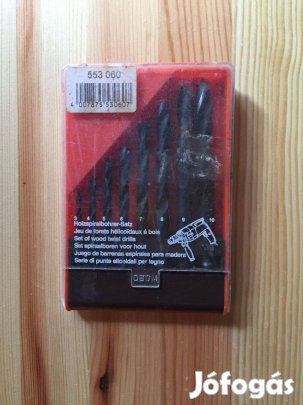 553 060
4 007875 530607
3 4 5 6 7 8 9 10
Holzspiralbohrer-Satz
Jeu de forets hélicoïdaux à bois
Set of wood twist drills
Set spiraalboren voor hout
Juego de barrenas espirales para madera
Serie di punte elicoidali per legno
Jófogás